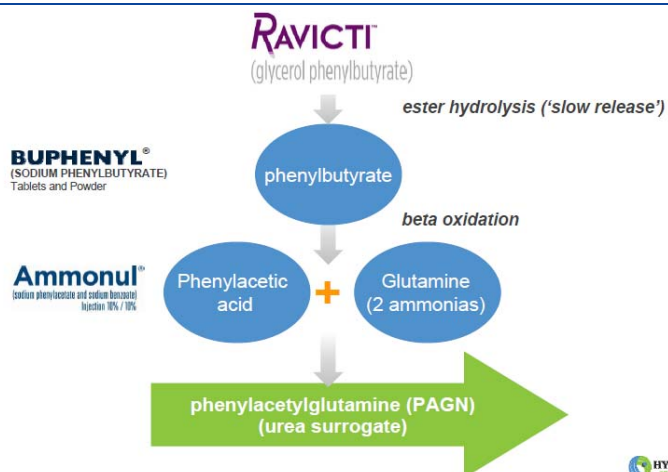 RAVICTI™
(glycerol phenylbutyrate)
ester hydrolysis (‘slow release’)
BUPHENYL®
(SODIUM PHENYLBUTYRATE)
Tablets and Powder
phenylbutyrate
beta oxidation
Ammonul®
(sodium phenylacetate and sodium benzoate)
Injection 10% / 10%
Phenylacetic
acid
+
Glutamine
(2 ammonias)
phenylacetylglutamine (PAGN)
(urea surrogate)
HY